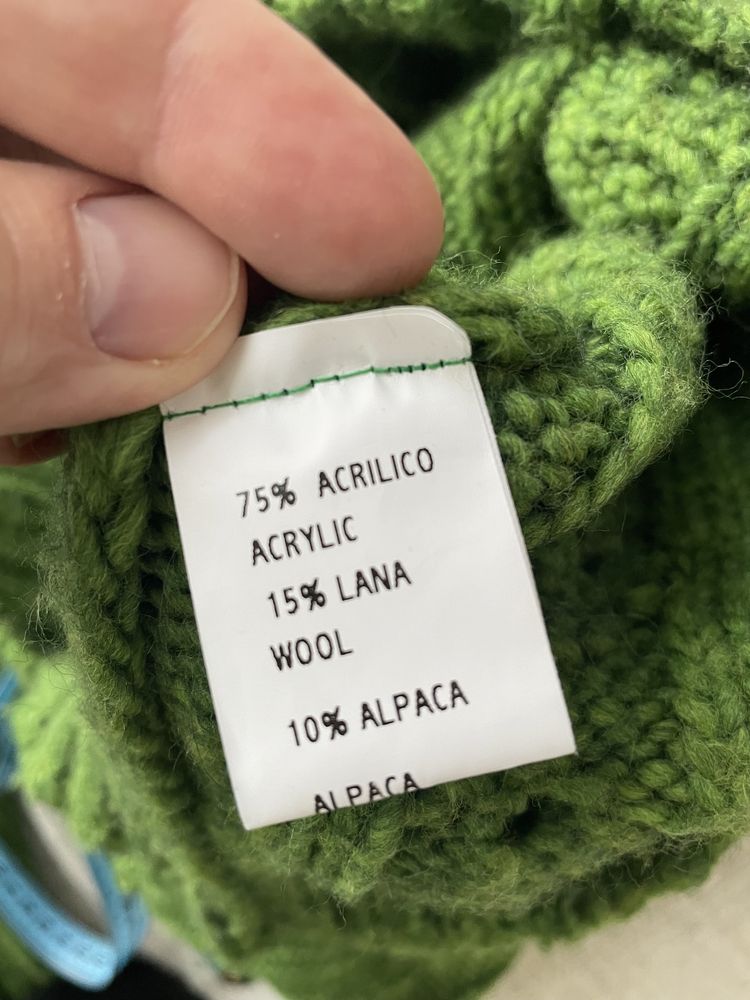 75% ACRILICO
ACRYLIC
15% LANA
WOOL
10% ALPACA
ALPACA